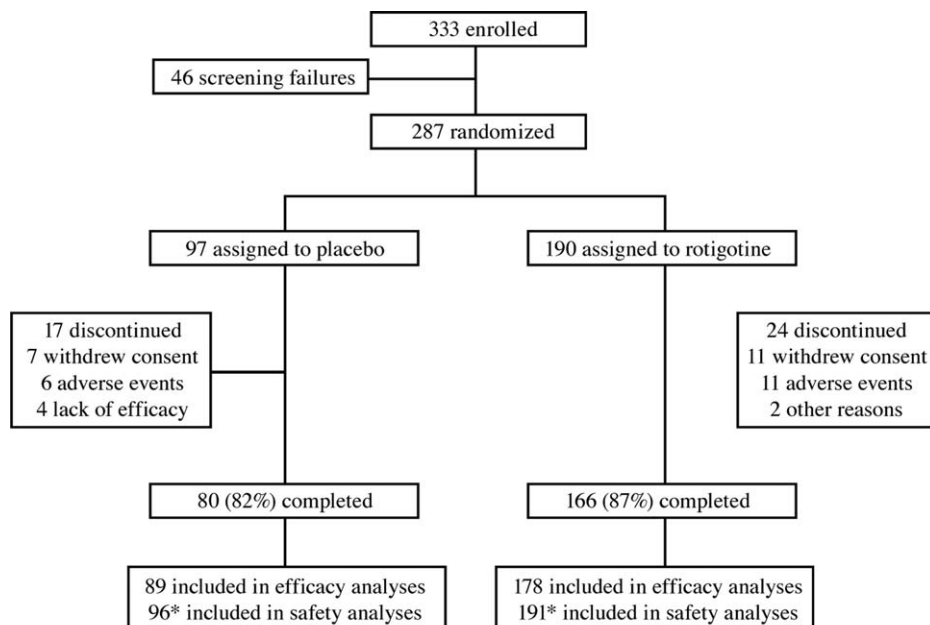 333 enrolled
46 screening failures
287 randomized
97 assigned to placebo
190 assigned to rotigotine
17 discontinued
7 withdrew consent
6 adverse events
4 lack of efficacy
24 discontinued
11 withdrew consent
11 adverse events
2 other reasons
80 (82%) completed
166 (87%) completed
89 included in efficacy analyses
96* included in safety analyses
178 included in efficacy analyses
191* included in safety analyses